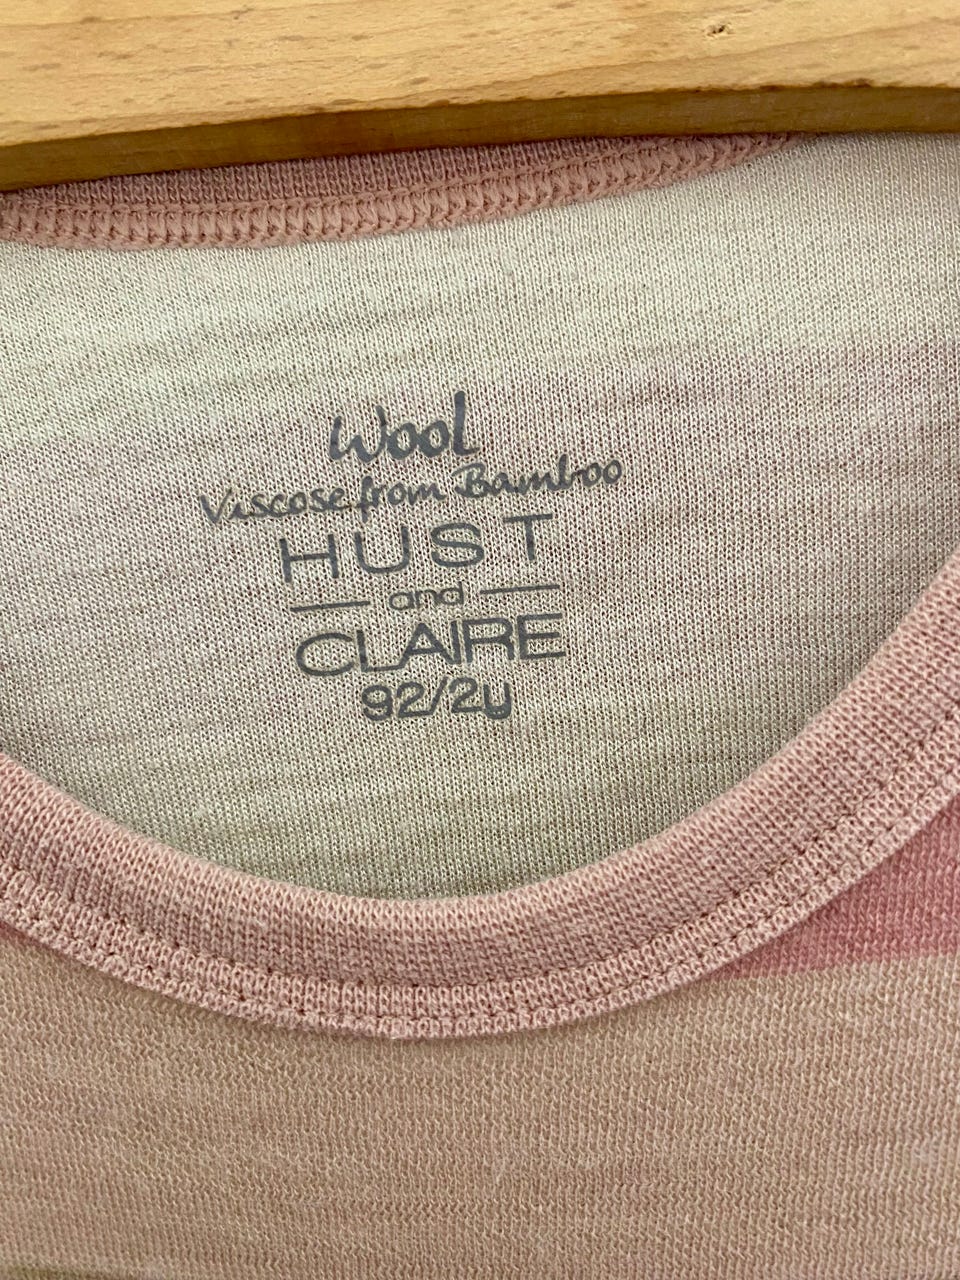 Wool
Viscose from Bamboo
HUST
and
CLAIRE
92/2y